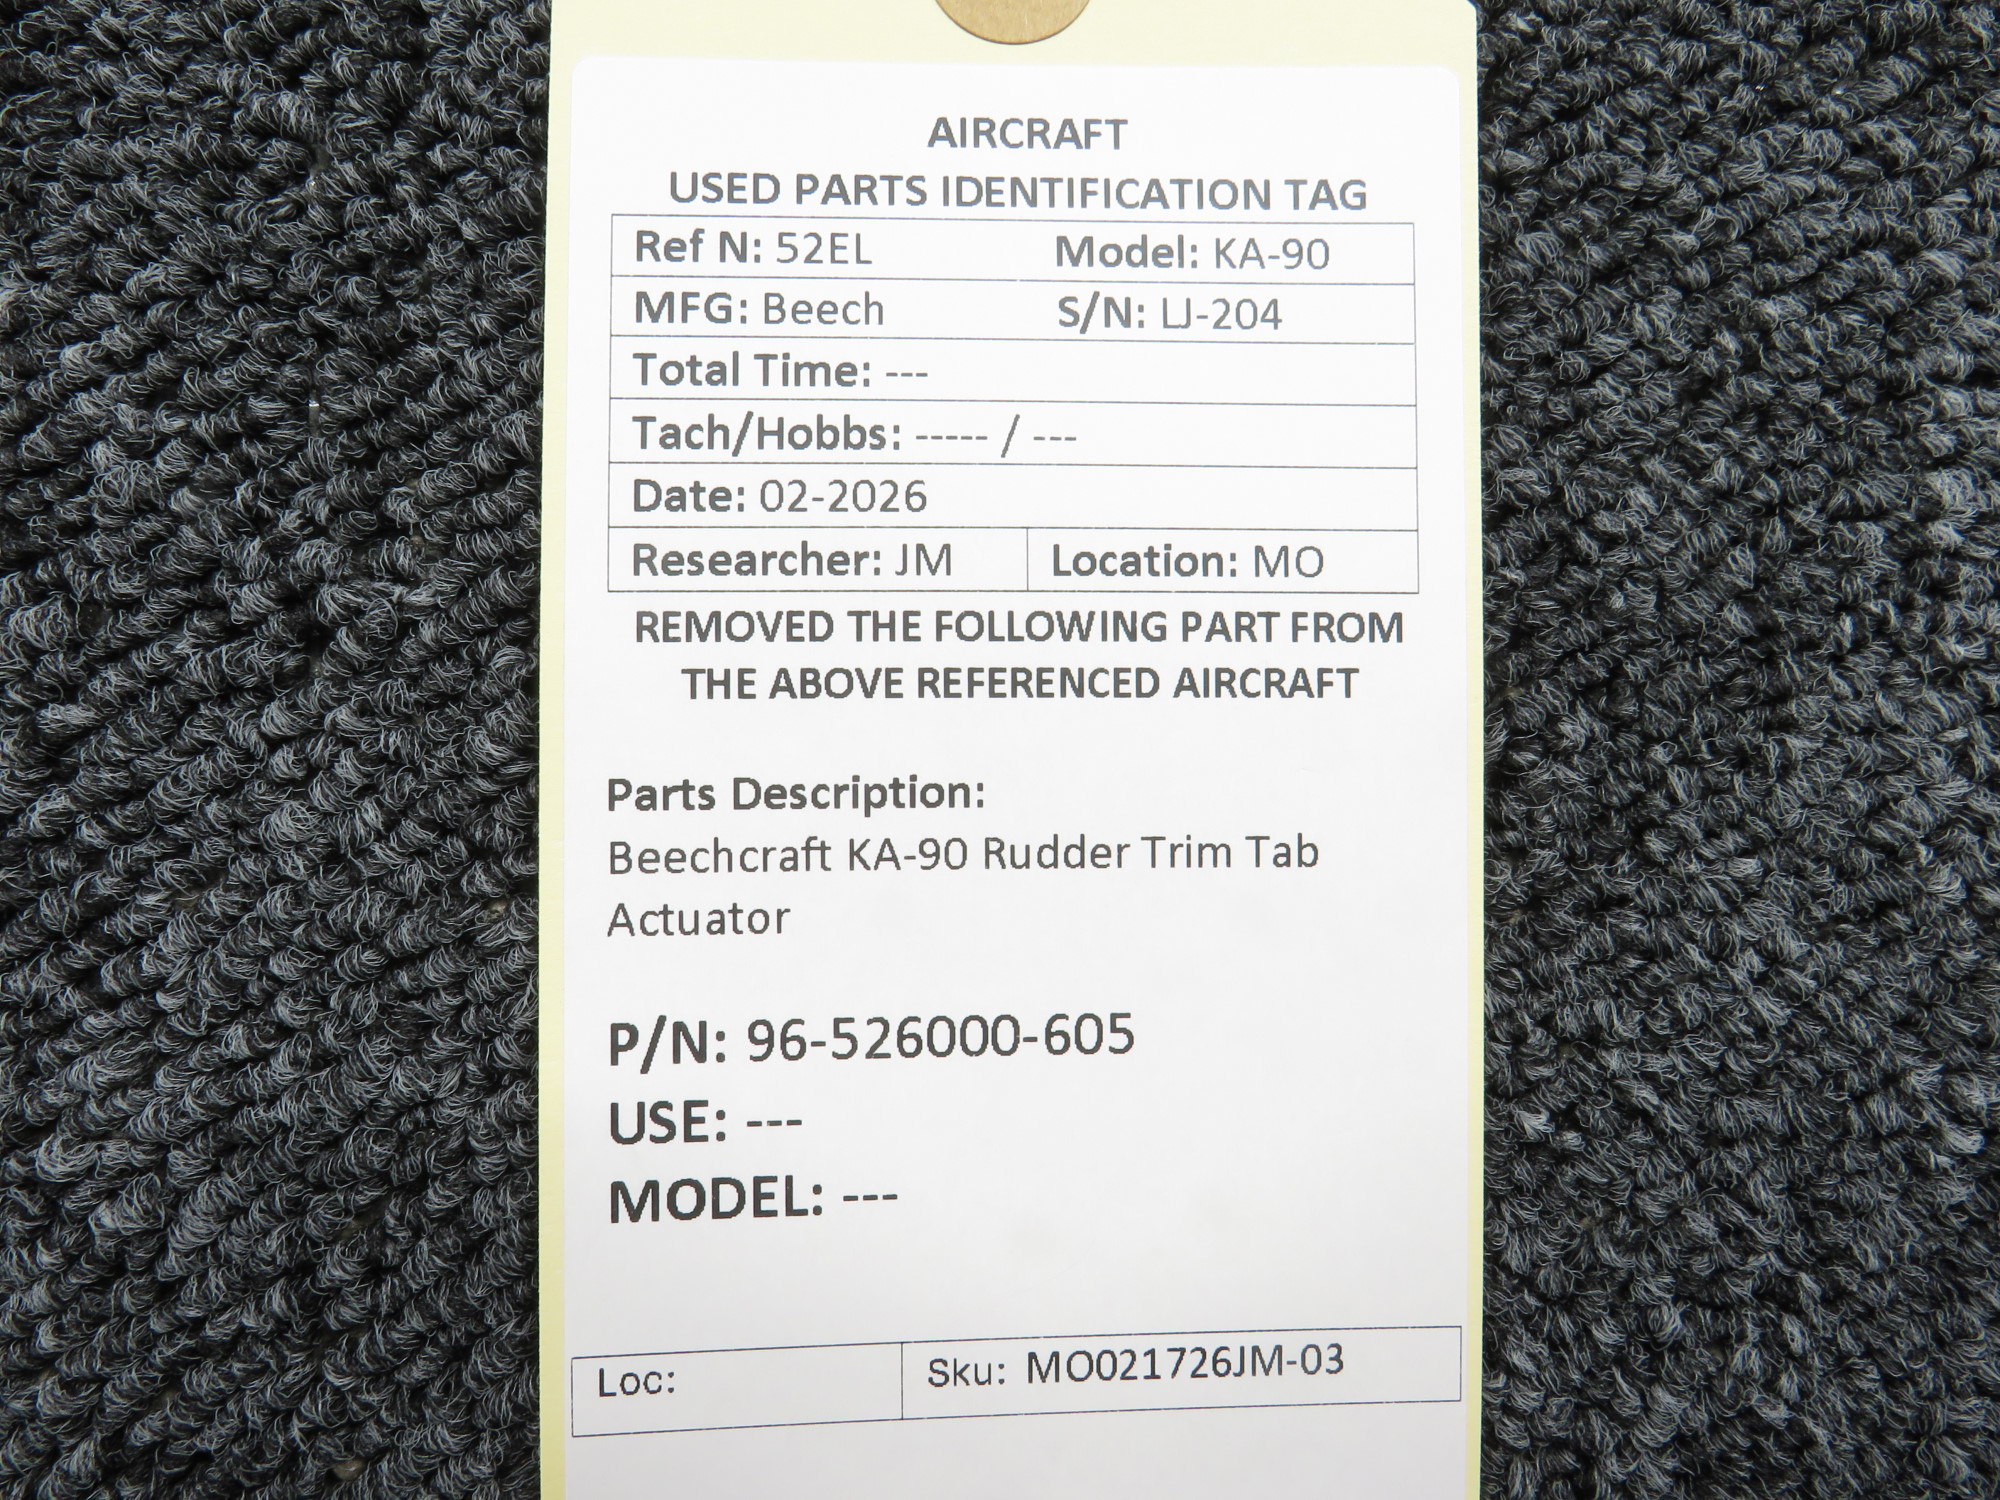 AIRCRAFT
USED PARTS IDENTIFICATION TAG
Ref N: 52EL Model: KA-90
MFG: Beech S/N: LJ-204
Total Time: ---
Tach/Hobbs: ----- / ---
Date: 02-2026
Researcher: JM Location: MO
REMOVED THE FOLLOWING PART FROM
THE ABOVE REFERENCED AIRCRAFT
Parts Description:
Beechcraft KA-90 Rudder Trim Tab
Actuator
P/N: 96-526000-605
USE: ---
MODEL: ---
Loc: Sku: MO021726JM-03